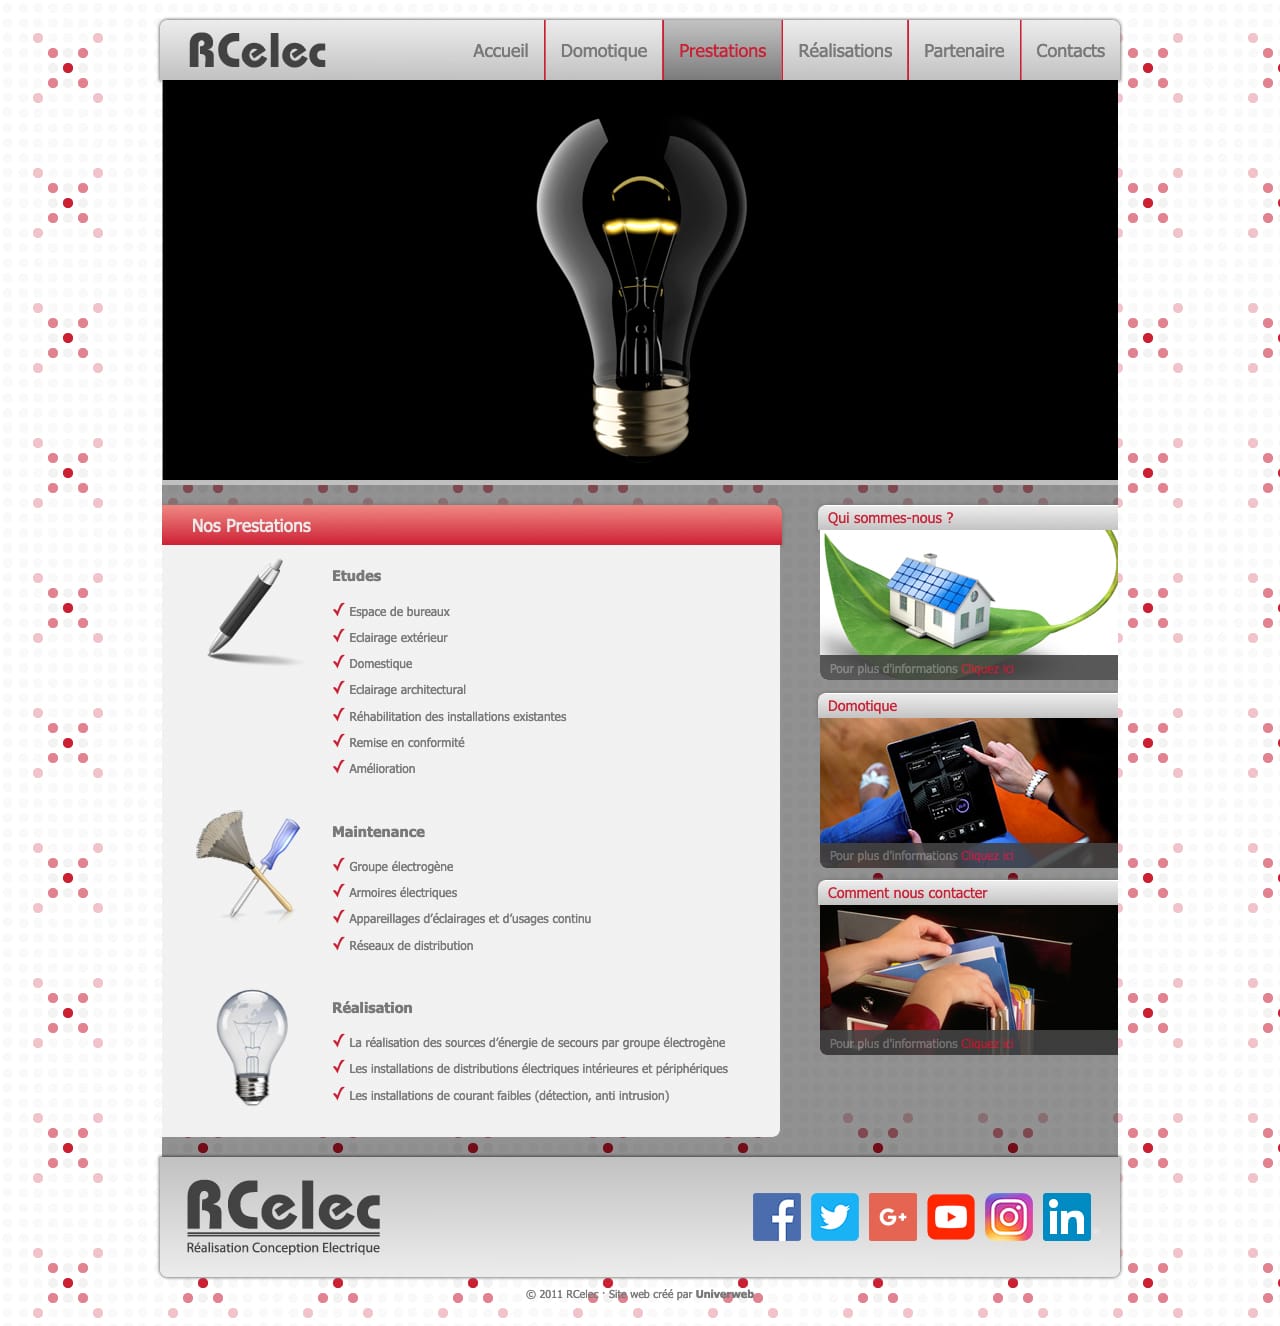 RCelec
Accueil
Domotique
Prestations
Réalisations
Partenaire
Contacts
Nos Prestations
Etudes
Espace de bureaux
Eclairage extérieur
Domestique
Eclairage architectural
Réhabilitation des installations existantes
Remise en conformité
Amélioration
Maintenance
Groupe électrogène
Armoires électriques
Appareillages d’éclairages et d’usages continu
Réseaux de distribution
Réalisation
La réalisation des sources d’énergie de secours par groupe électrogène
Les installations de distributions électriques intérieures et périphériques
Les installations de courant faibles (détection, anti intrusion)
Qui sommes-nous ?
Pour plus d'informations Cliquez ici
Domotique
Pour plus d'informations Cliquez ici
Comment nous contacter
Pour plus d'informations Cliquez ici
RCelec
Réalisation Conception Electrique
© 2011 RCelec · Site web créé par Univerweb